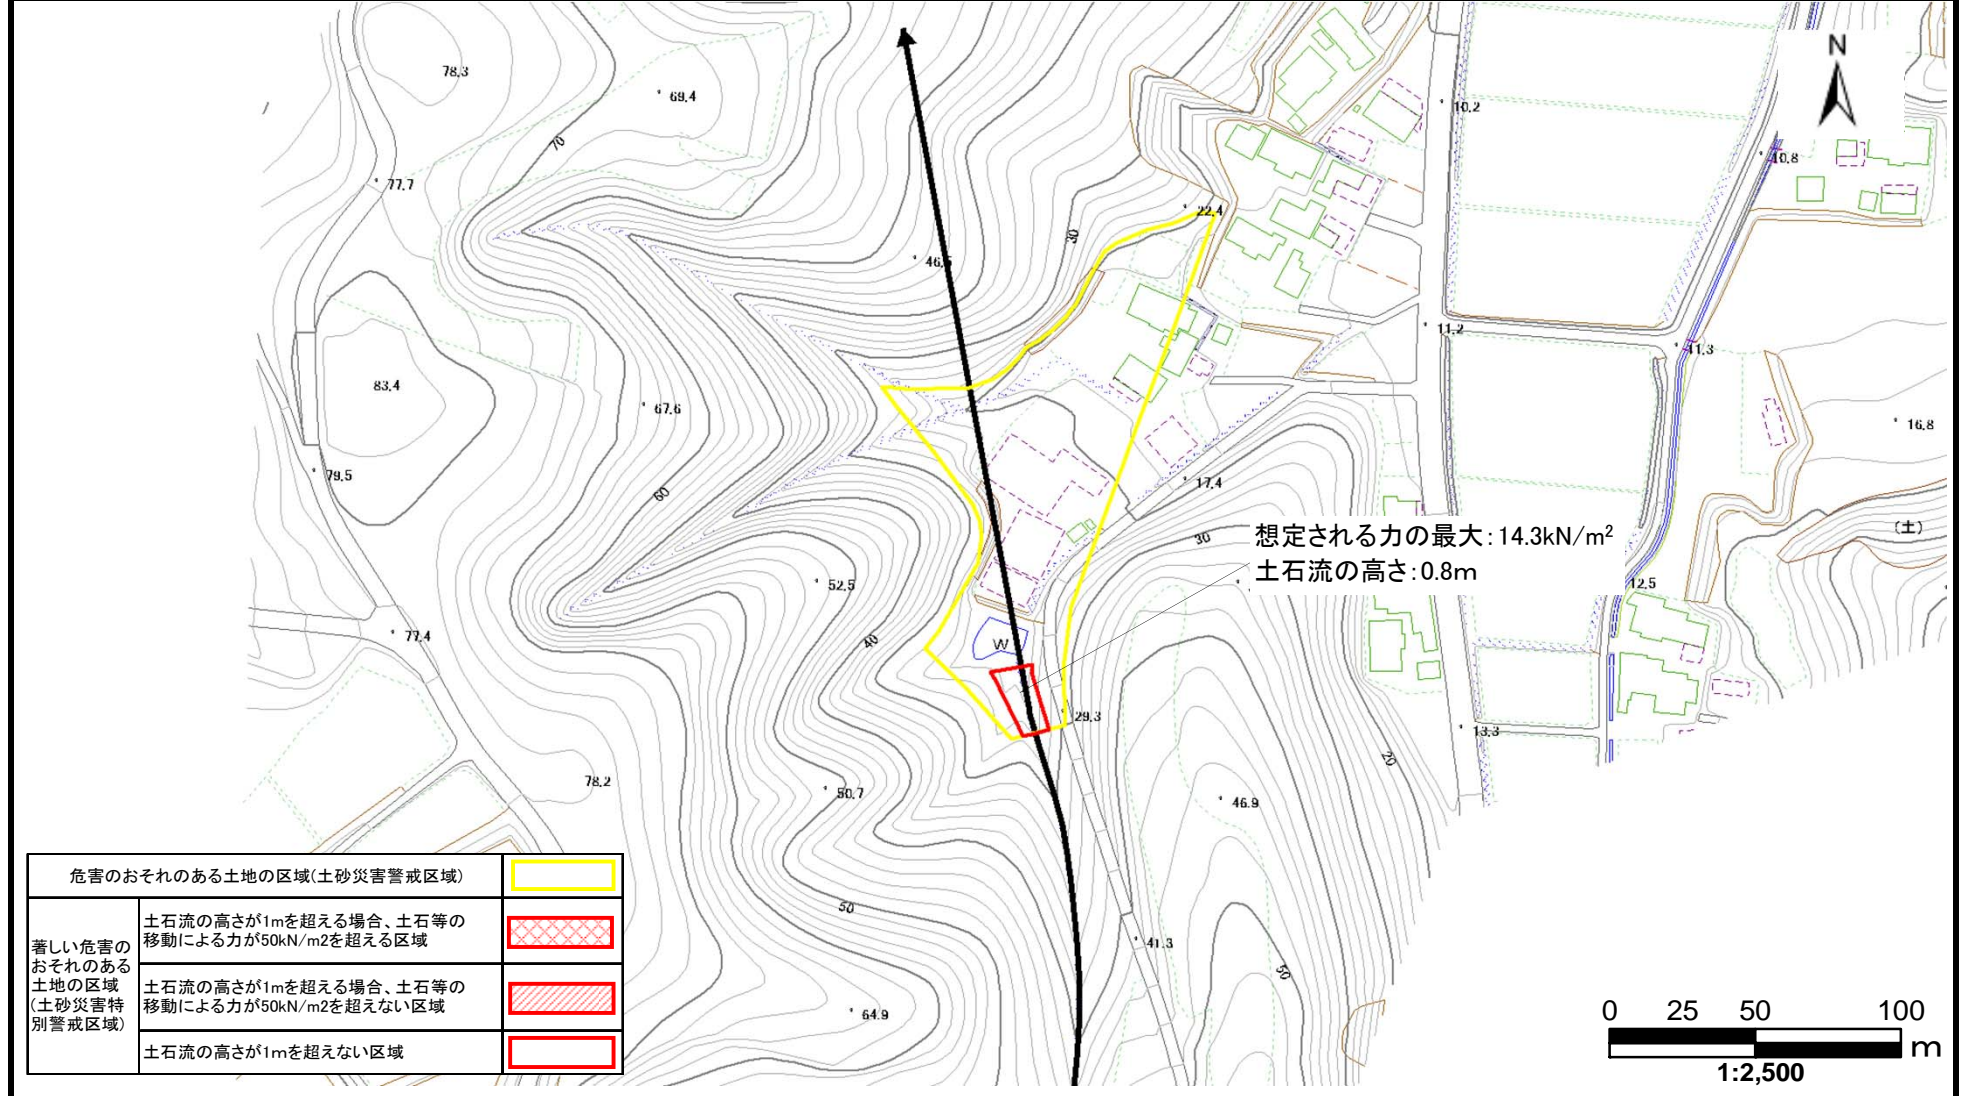 78.3
69.4
N
10.2
70
10.8
77.7
22.4
30
46.5
11.2
11.3
83.4
67.6
16.8
79.5
60
17.4
(土)
30
想定される力の最大:14.3kN/m²
土石流の高さ:0.8m
52.5
12.5
77.4
40
W
29.3
13.3
20
78.2
50.7
46.9
50
41.3
50
64.9
危害のおそれのある土地の区域(土砂災害警戒区域)
著しい危害の
おそれのある
土地の区域
(土砂災害特
別警戒区域)
土石流の高さが1mを超える場合、土石等の
移動による力が50kN/m2を超える区域
土石流の高さが1mを超える場合、土石等の
移動による力が50kN/m2を超えない区域
土石流の高さが1mを超えない区域
0 25 50 100
m
1:2,500